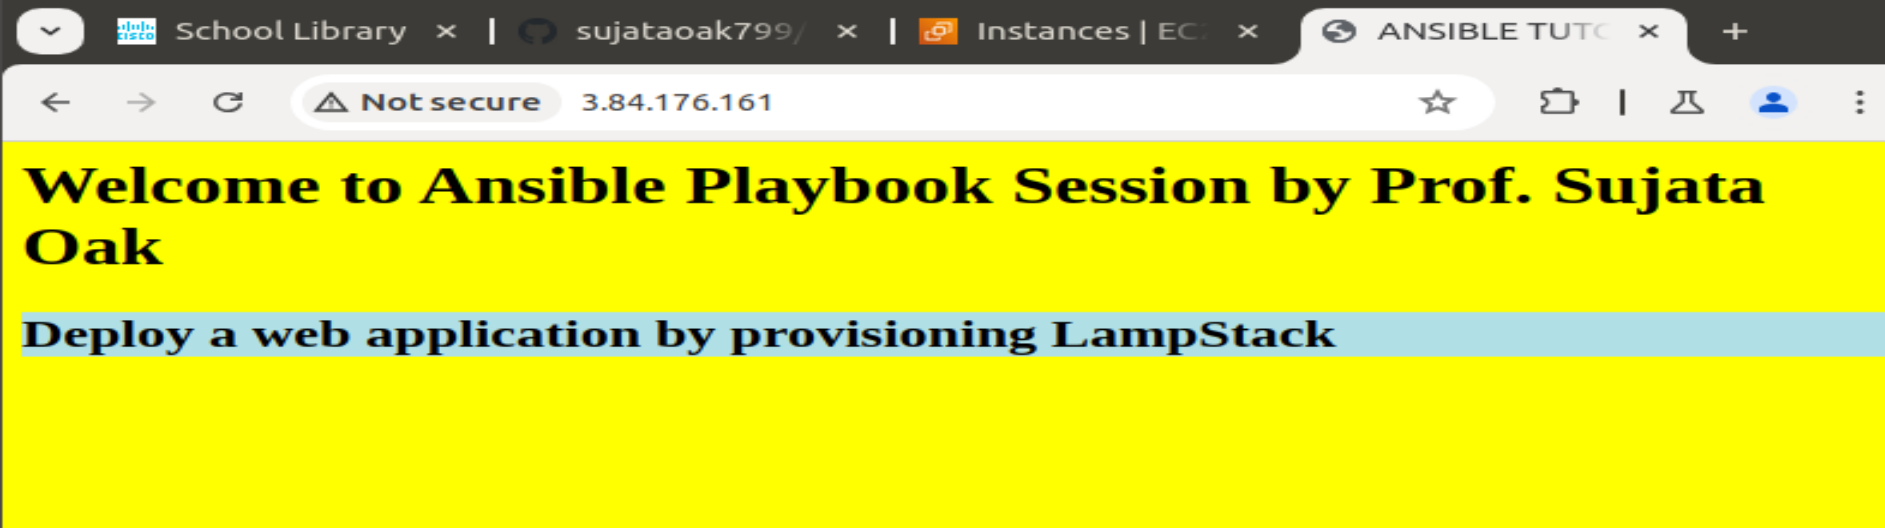 School Library
sujataoak799/
Instances | EC
ANSIBLE TUTO
Not secure
3.84.176.161
Welcome to Ansible Playbook Session by Prof. Sujata
Oak
Deploy a web application by provisioning LampStack